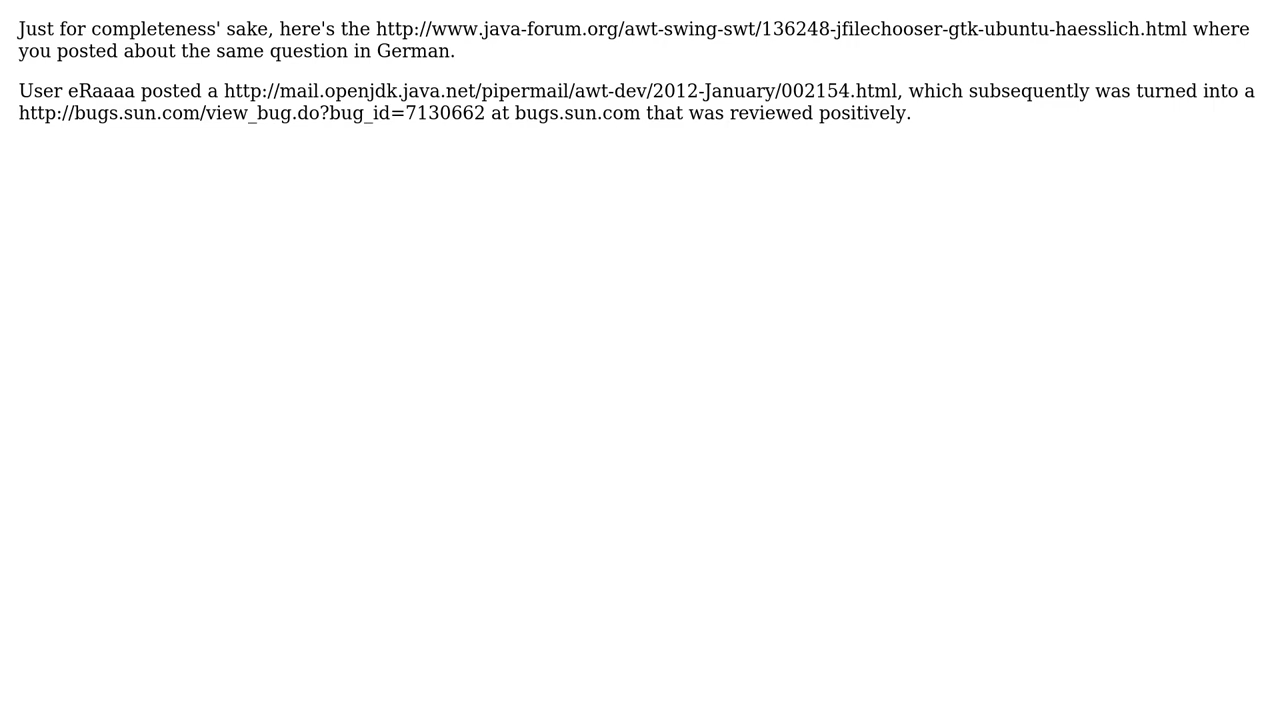 Just for completeness' sake, here's the http://www.java-forum.org/awt-swing-swt/136248-jfilechooser-gtk-ubuntu-haesslich.html where
you posted about the same question in German.
User eRaaaa posted a http://mail.openjdk.java.net/pipermail/awt-dev/2012-January/002154.html, which subsequently was turned into a
http://bugs.sun.com/view_bug.do?bug_id=7130662 at bugs.sun.com that was reviewed positively.